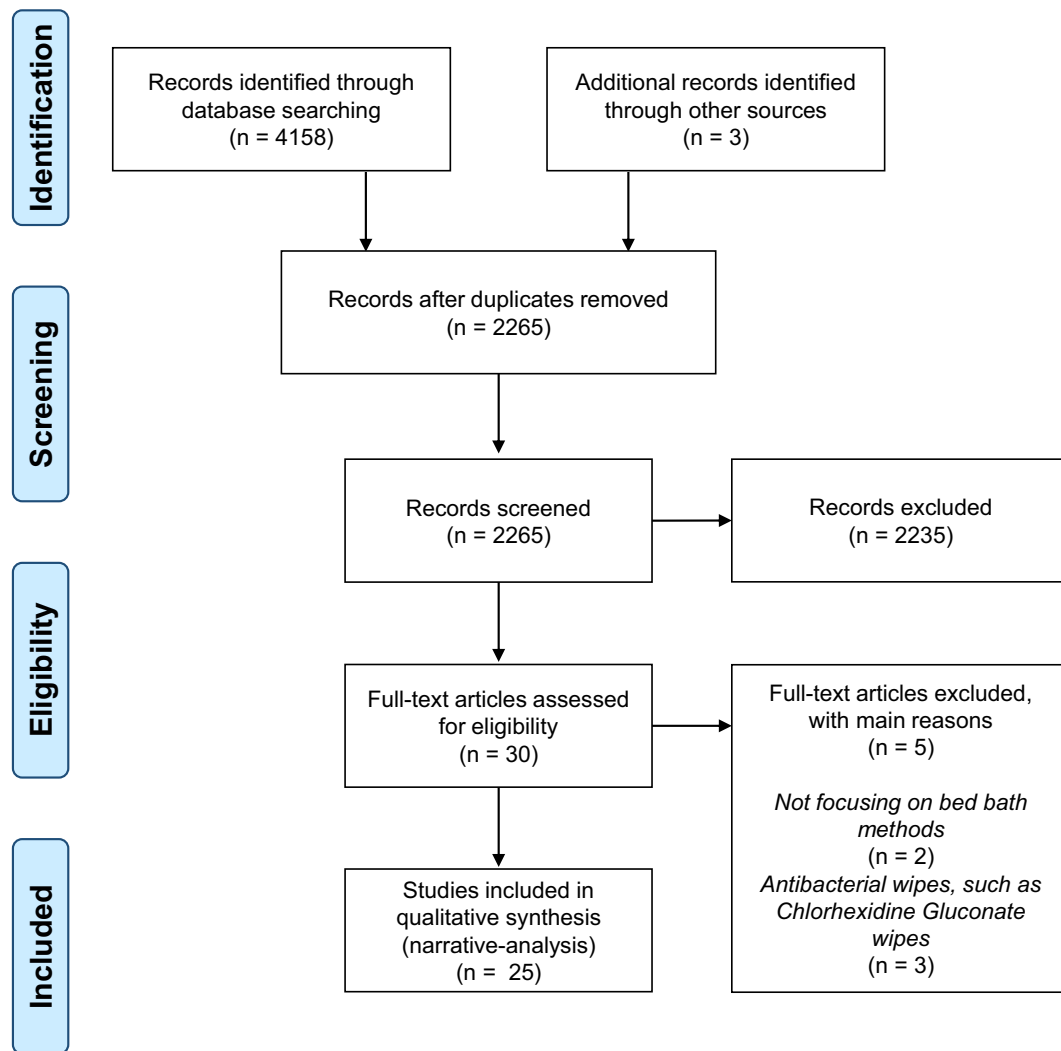 Identification
Records identified through
database searching
(n = 4158)
Additional records identified
through other sources
(n = 3)
Screening
Records after duplicates removed
(n = 2265)
Records screened
(n = 2265)
Records excluded
(n = 2235)
Eligibility
Full-text articles assessed
for eligibility
(n = 30)
Full-text articles excluded,
with main reasons
(n = 5)
Not focusing on bed bath
methods
(n = 2)
Antibacterial wipes, such as
Chlorhexidine Gluconate
wipes
(n = 3)
Included
Studies included in
qualitative synthesis
(narrative-analysis)
(n = 25)